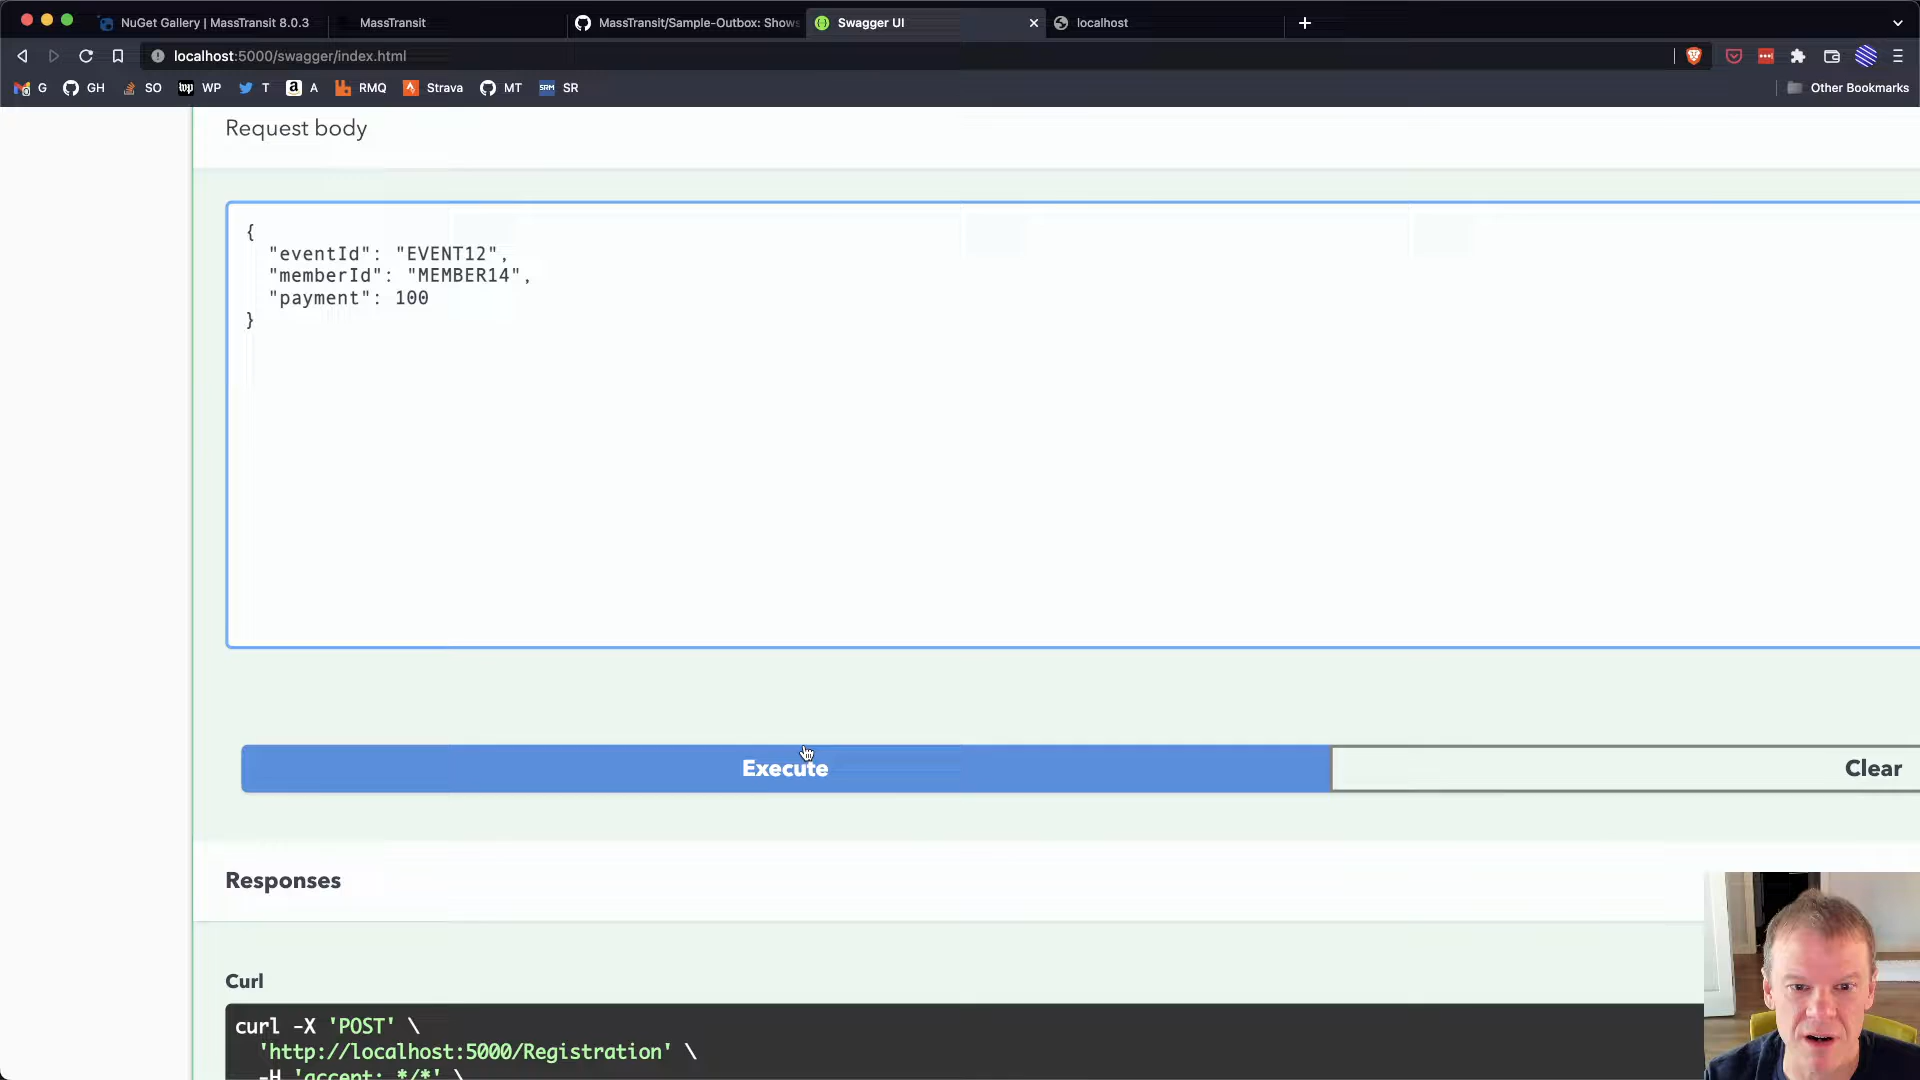 NuGet Gallery | MassTransit 8.0.3
MassTransit
MassTransit/Sample-Outbox: Shows
Swagger UI
localhost
localhost:5000/swagger/index.html
G
GH
SO
WP
T
A
RMQ
Strava
MT
SRM SR
Other Bookmarks
Request body
{
"eventId": "EVENT12",
"memberId": "MEMBER14",
"payment": 100
}
Execute
Clear
Responses
Curl
curl -X 'POST' \
'http://localhost:5000/Registration' \
-H 'accept: */*' \